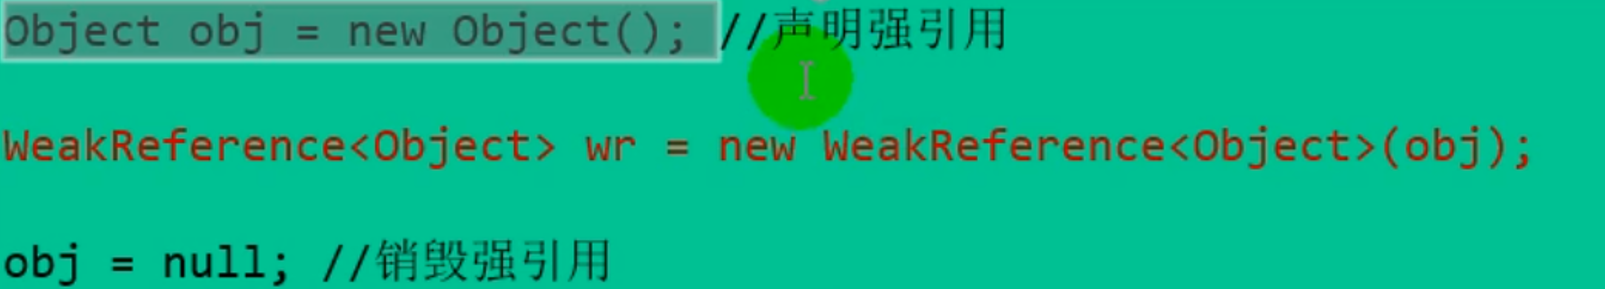 Object obj = new Object(); //声明强引用
WeakReference<Object> wr = new WeakReference<Object>(obj);
obj = null; //销毁强引用